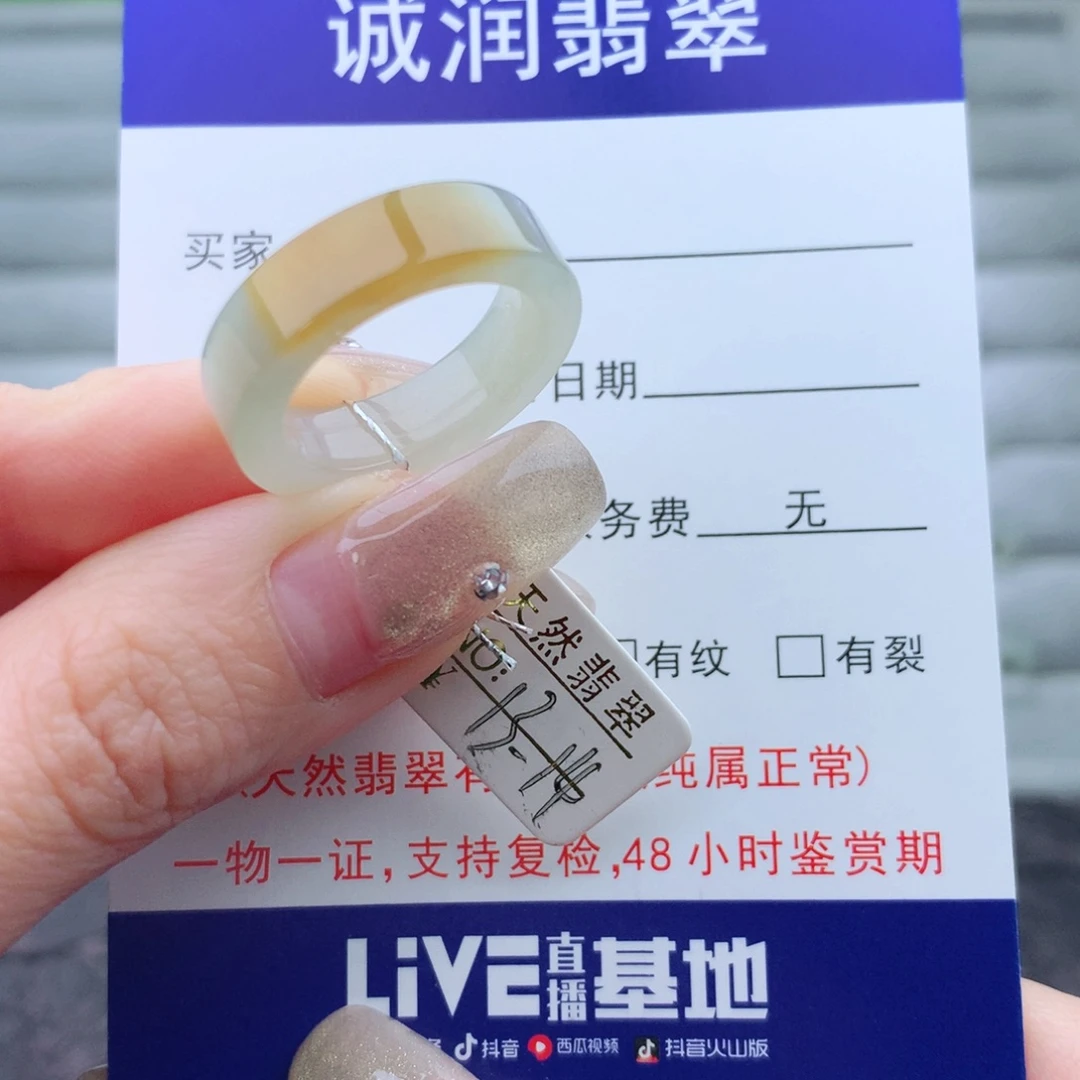 诚润翡翠
买家
日期
务费 无
有纹 有裂
天然翡翠
NO:
天然翡翠有 纯属正常)
一物一证,支持复检,48小时鉴赏期
LiVE直播基地
抖音 西瓜视频 抖音火山版